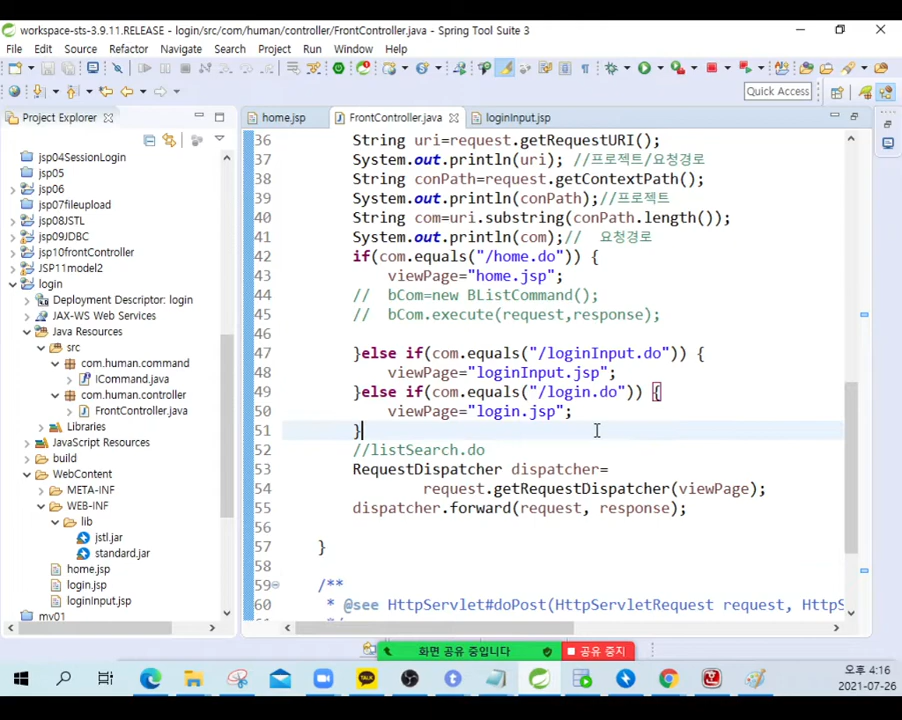 workspace-sts-3.9.11.RELEASE - login/src/com/human/controller/FrontController.java - Spring Tool Suite 3
File Edit Source Refactor Navigate Search Project Run Window Help
Quick Access
Project Explorer
home.jsp FrontController.java loginInput.jsp
jsp04SessionLogin
jsp05
jsp06
jsp07fileupload
jsp08JSTL
jsp09JDBC
jsp10frontController
JSP11model2
login
Deployment Descriptor: login
JAX-WS Web Services
Java Resources
src
com.human.command
ICommand.java
com.human.controller
FrontController.java
Libraries
JavaScript Resources
build
WebContent
META-INF
WEB-INF
lib
jstl.jar
standard.jar
home.jsp
login.jsp
loginInput.jsp
mv01
36 String uri=request.getRequestURI();
37 System.out.println(uri); //프로젝트/요청경로
38 String conPath=request.getContextPath();
39 System.out.println(conPath);//프로젝트
40 String com=uri.substring(conPath.length());
41 System.out.println(com);// 요청경로
42 if(com.equals("/home.do")) {
43 viewPage="home.jsp";
44 // bCom=new BListCommand();
45 // bCom.execute(request,response);
46
47 }else if(com.equals("/loginInput.do")) {
48 viewPage="loginInput.jsp";
49 }else if(com.equals("/login.do")) {
50 viewPage="login.jsp";
51 }
52 //listSearch.do
53 RequestDispatcher dispatcher=
54 request.getRequestDispatcher(viewPage);
55 dispatcher.forward(request, response);
56
57 }
58
59 /**
60 * @see HttpServlet#doPost(HttpServletRequest request, HttpS
화면 공유 중입니다 공유 중지
오후 4:16
2021-07-26